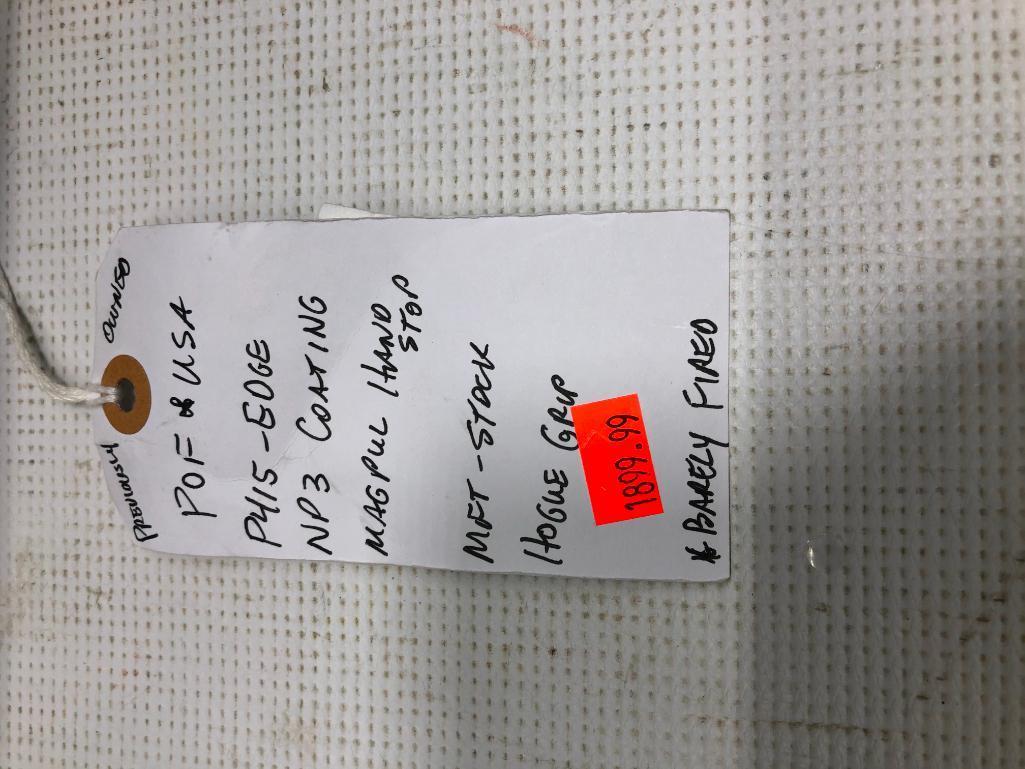 PREVIOUSLY OWNED
POF & USA
P415-EDGE
NP3 COATING
MAGPUL HAND
STOP
MFT-STOCK
HOGUE GRIP
1899.99
* BARELY FIRED